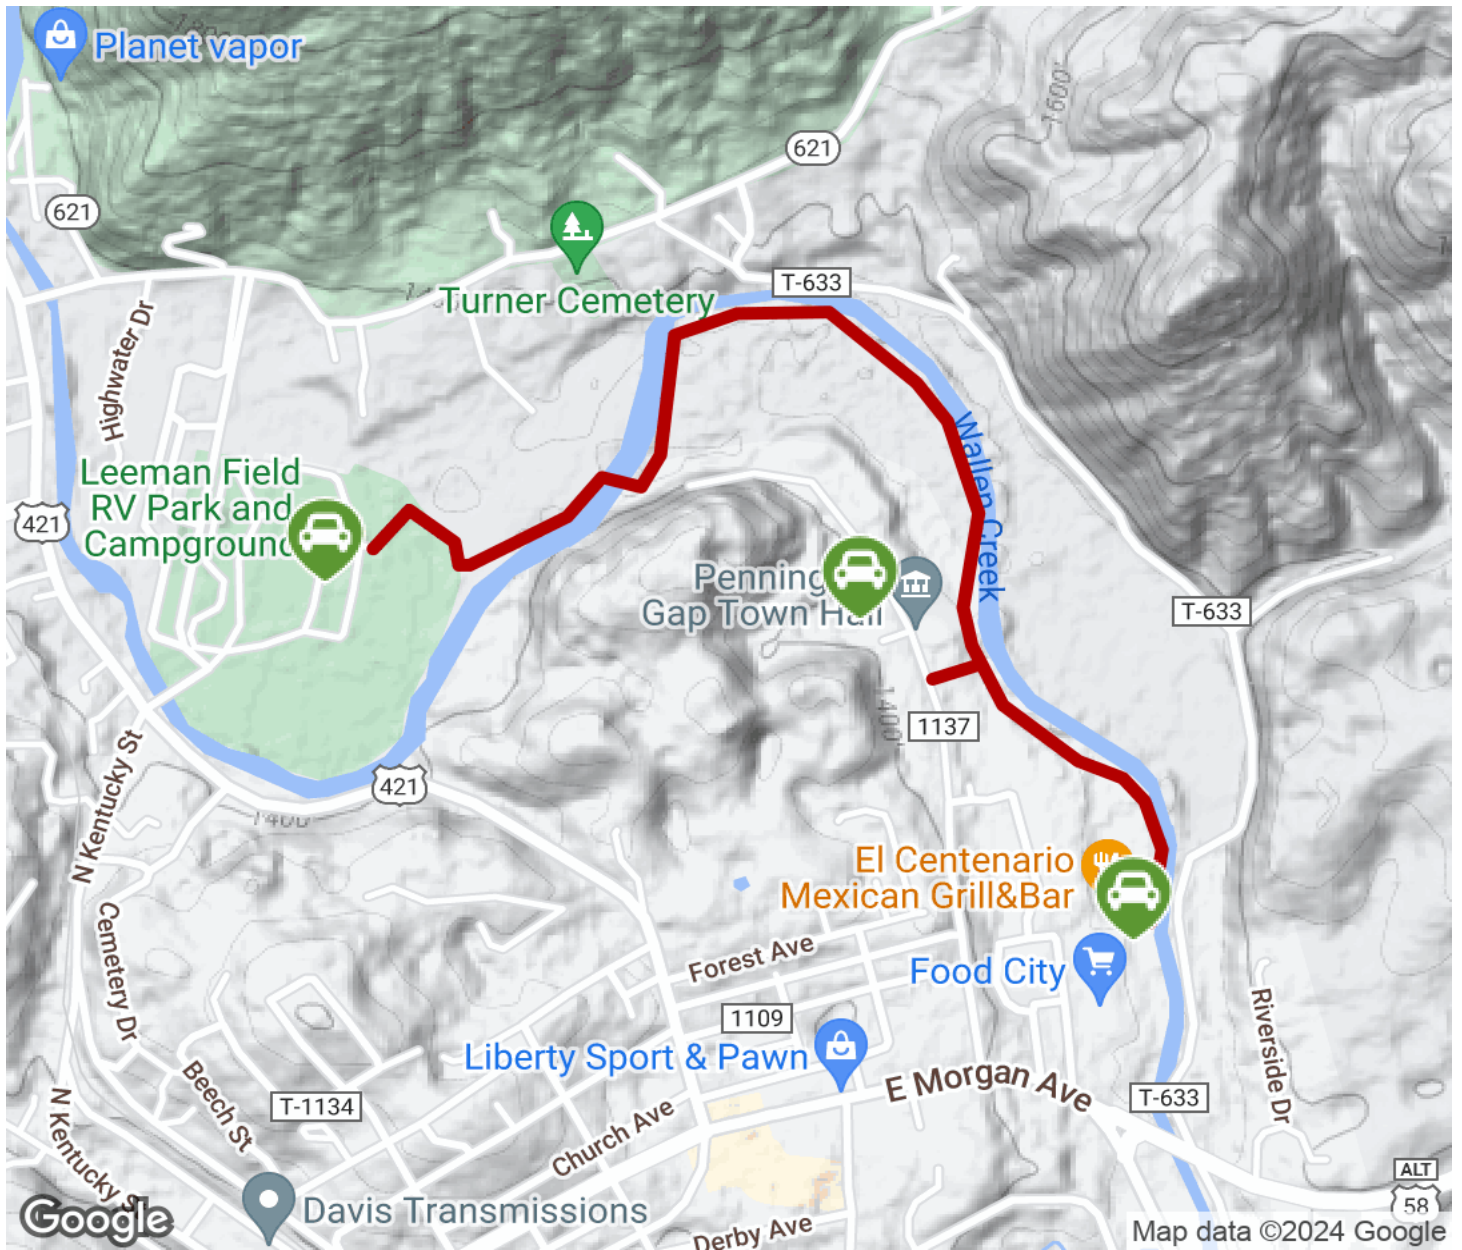 Planet vapor
1600'
621
621
T-633
Turner Cemetery
Highwater Dr
Wallen Creek
Leeman Field
RV Park and
Campground
421
Penning
Gap Town Hall
T-633
1400'
1137
421
1400'
N Kentucky St
El Centenario
Mexican Grill&Bar
Cemetery Dr
Forest Ave
Food City
1109
Riverside Dr
Liberty Sport & Pawn
E Morgan Ave
T-633
Beech St
T-1134
Church Ave
N Kentucky S
ALT
58
Davis Transmissions
Google
Derby Ave
Map data ©2024 Google